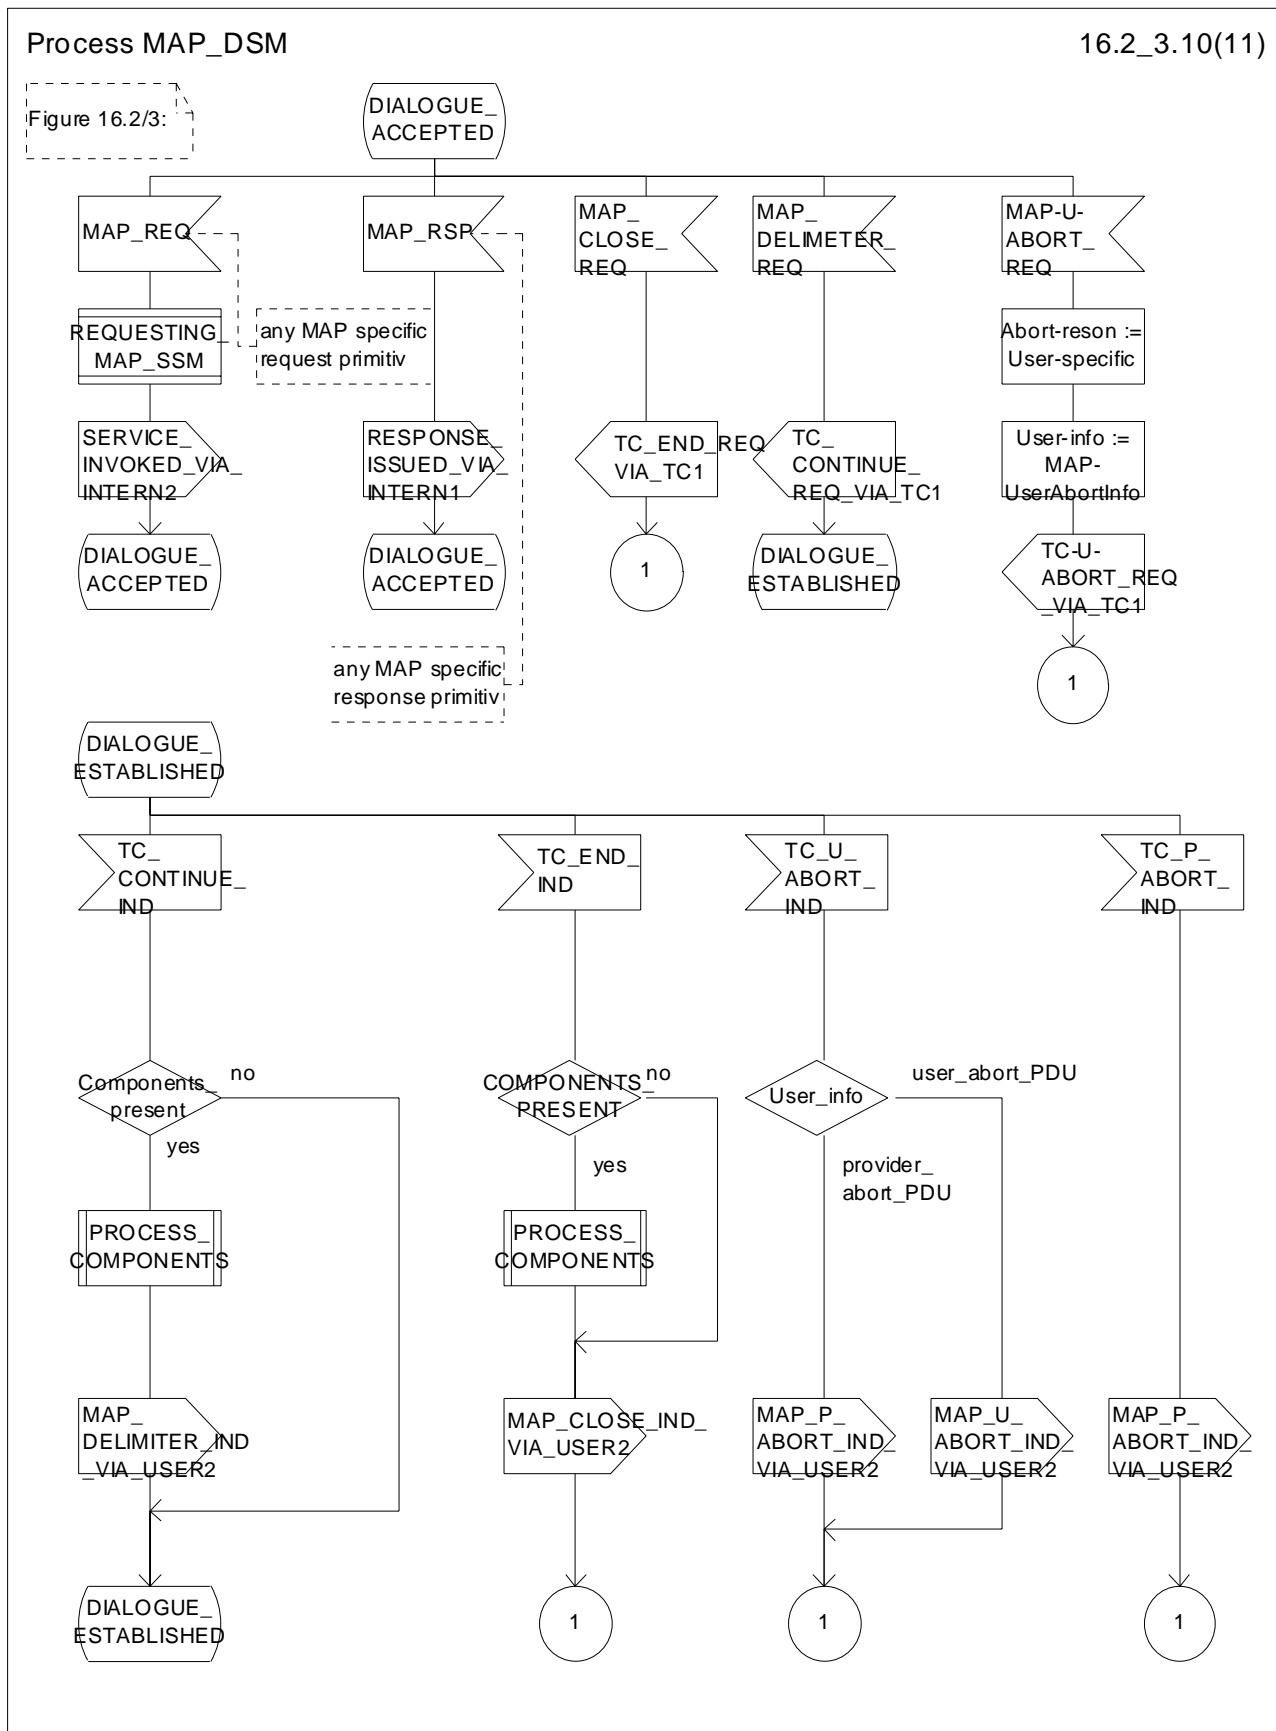 Process MAP_DSM
16.2_3.10(11)
Figure 16.2/3:
DIALOGUE_
ACCEPTED
MAP_REQ
MAP_RSP
MAP_
CLOSE_
REQ
MAP_
DELIMETER_
REQ
MAP-U-
ABORT_
REQ
REQUESTING_
MAP_SSM
any MAP specific
request primitiv
Abort-reson :=
User-specific
SERVICE_
INVOKED_VIA_
INTERN2
RESPONSE_
ISSUED_VIA_
INTERN1
TC_END_REQ
VIA_TC1
TC_
CONTINUE_
REQ_VIA_TC1
User-info :=
MAP-
UserAbortInfo
DIALOGUE_
ACCEPTED
DIALOGUE_
ACCEPTED
1
DIALOGUE_
ESTABLISHED
TC-U-
ABORT_REQ
_VIA_TC1
any MAP specific
response primitiv
1
DIALOGUE_
ESTABLISHED
TC_
CONTINUE_
IND
TC_END_
IND
TC_U_
ABORT_
IND
TC_P_
ABORT_
IND
Components_
present
no
yes
COMPONENTS_
PRESENT
no
yes
User_info
user_abort_PDU
provider_
abort_PDU
PROCESS_
COMPONENTS
PROCESS_
COMPONENTS
MAP_
DELIMITER_IND
_VIA_USER2
MAP_CLOSE_IND_
VIA_USER2
MAP_P_
ABORT_IND_
VIA_USER2
MAP_U_
ABORT_IND_
VIA_USER2
MAP_P_
ABORT_IND_
VIA_USER2
DIALOGUE_
ESTABLISHED
1
1
1